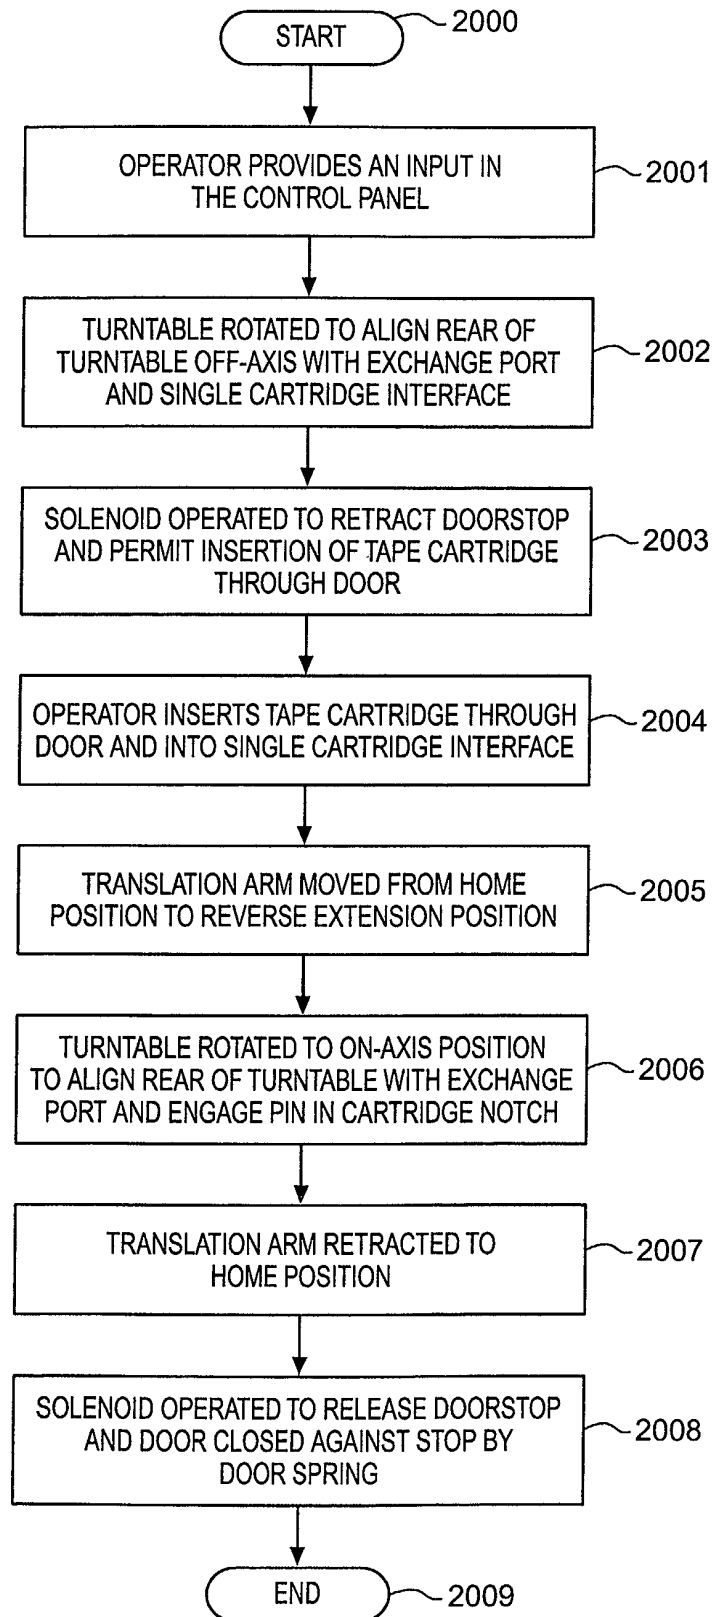 START
2000
OPERATOR PROVIDES AN INPUT IN
THE CONTROL PANEL
2001
TURNTABLE ROTATED TO ALIGN REAR OF
TURNTABLE OFF-AXIS WITH EXCHANGE PORT
AND SINGLE CARTRIDGE INTERFACE
2002
SOLENOID OPERATED TO RETRACT DOORSTOP
AND PERMIT INSERTION OF TAPE CARTRIDGE
THROUGH DOOR
2003
OPERATOR INSERTS TAPE CARTRIDGE THROUGH
DOOR AND INTO SINGLE CARTRIDGE INTERFACE
2004
TRANSLATION ARM MOVED FROM HOME
POSITION TO REVERSE EXTENSION POSITION
2005
TURNTABLE ROTATED TO ON-AXIS POSITION
TO ALIGN REAR OF TURNTABLE WITH EXCHANGE
PORT AND ENGAGE PIN IN CARTRIDGE NOTCH
2006
TRANSLATION ARM RETRACTED TO
HOME POSITION
2007
SOLENOID OPERATED TO RELEASE DOORSTOP
AND DOOR CLOSED AGAINST STOP BY
DOOR SPRING
2008
END
2009